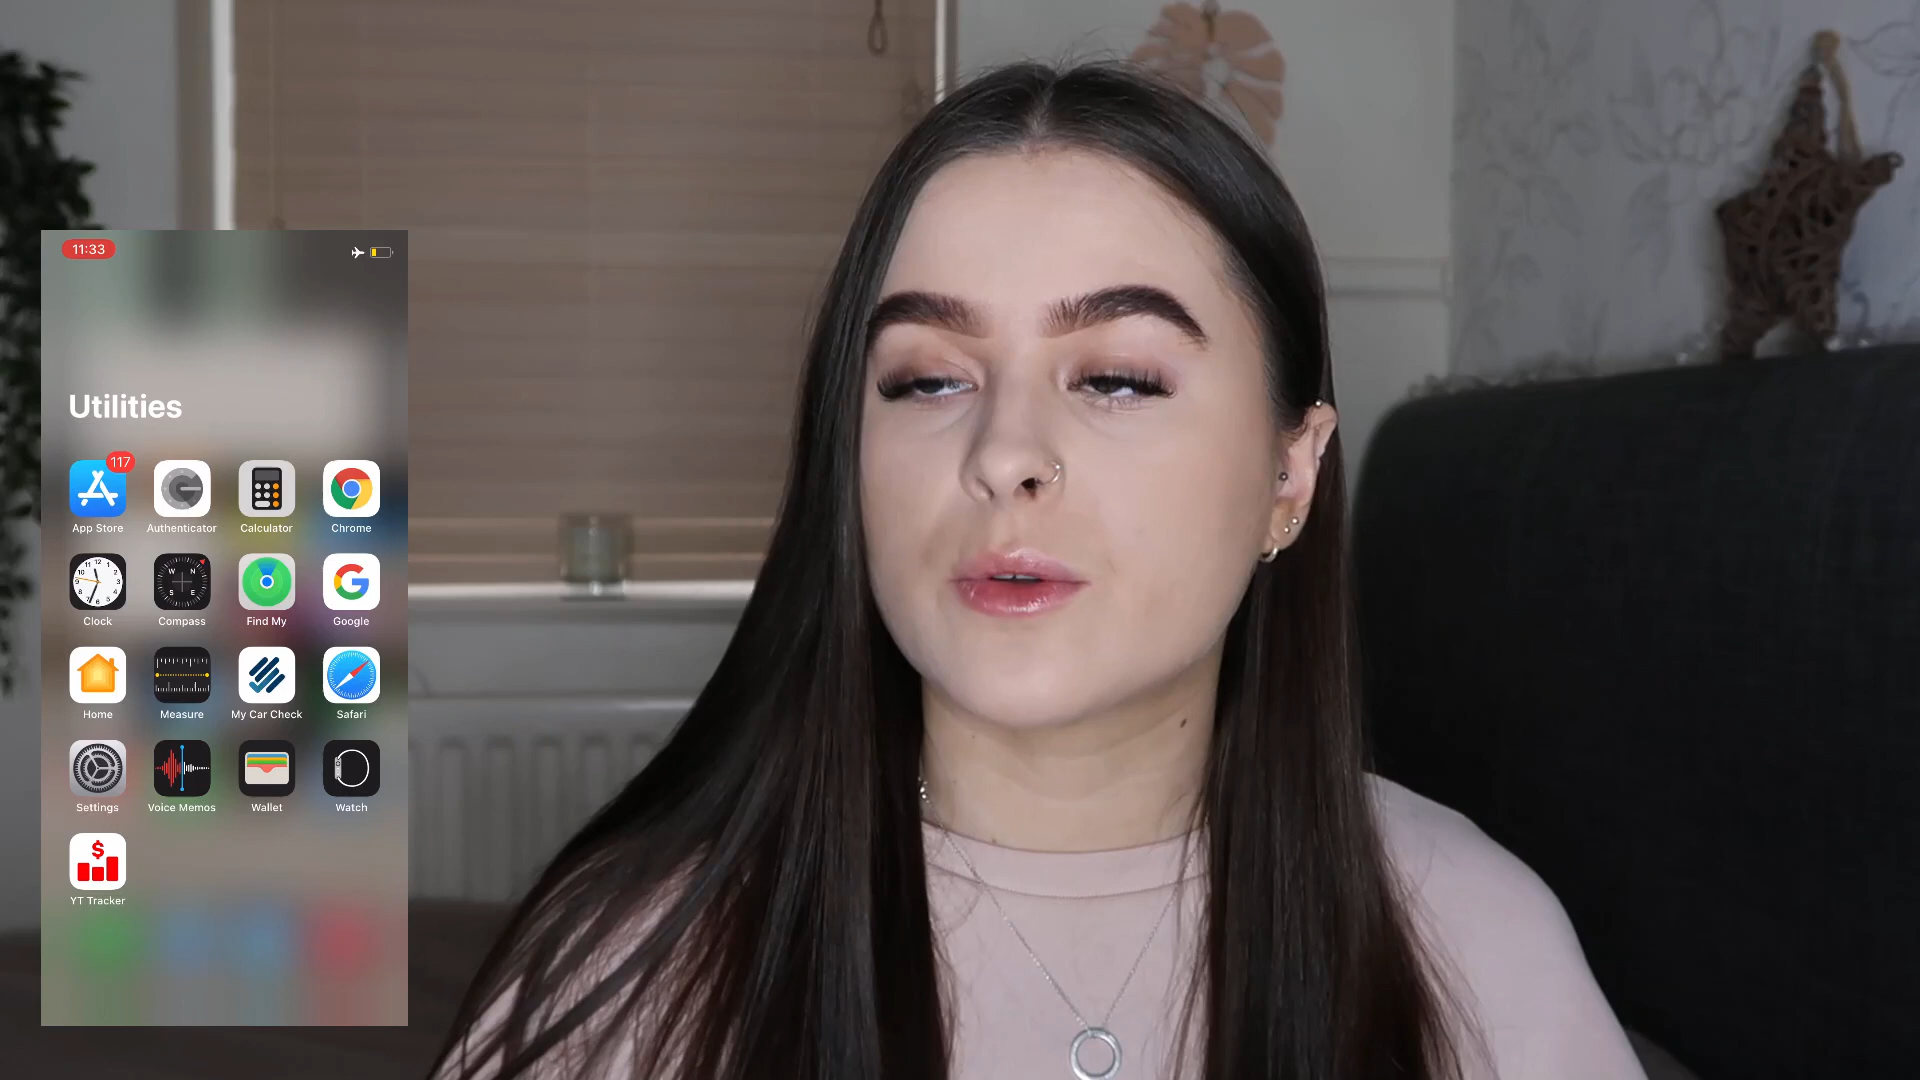 11:33
Utilities
117
App Store Authenticator Calculator Chrome
Clock Compass Find My Google
Home Measure My Car Check Safari
Settings Voice Memos Wallet Watch
$
YT Tracker